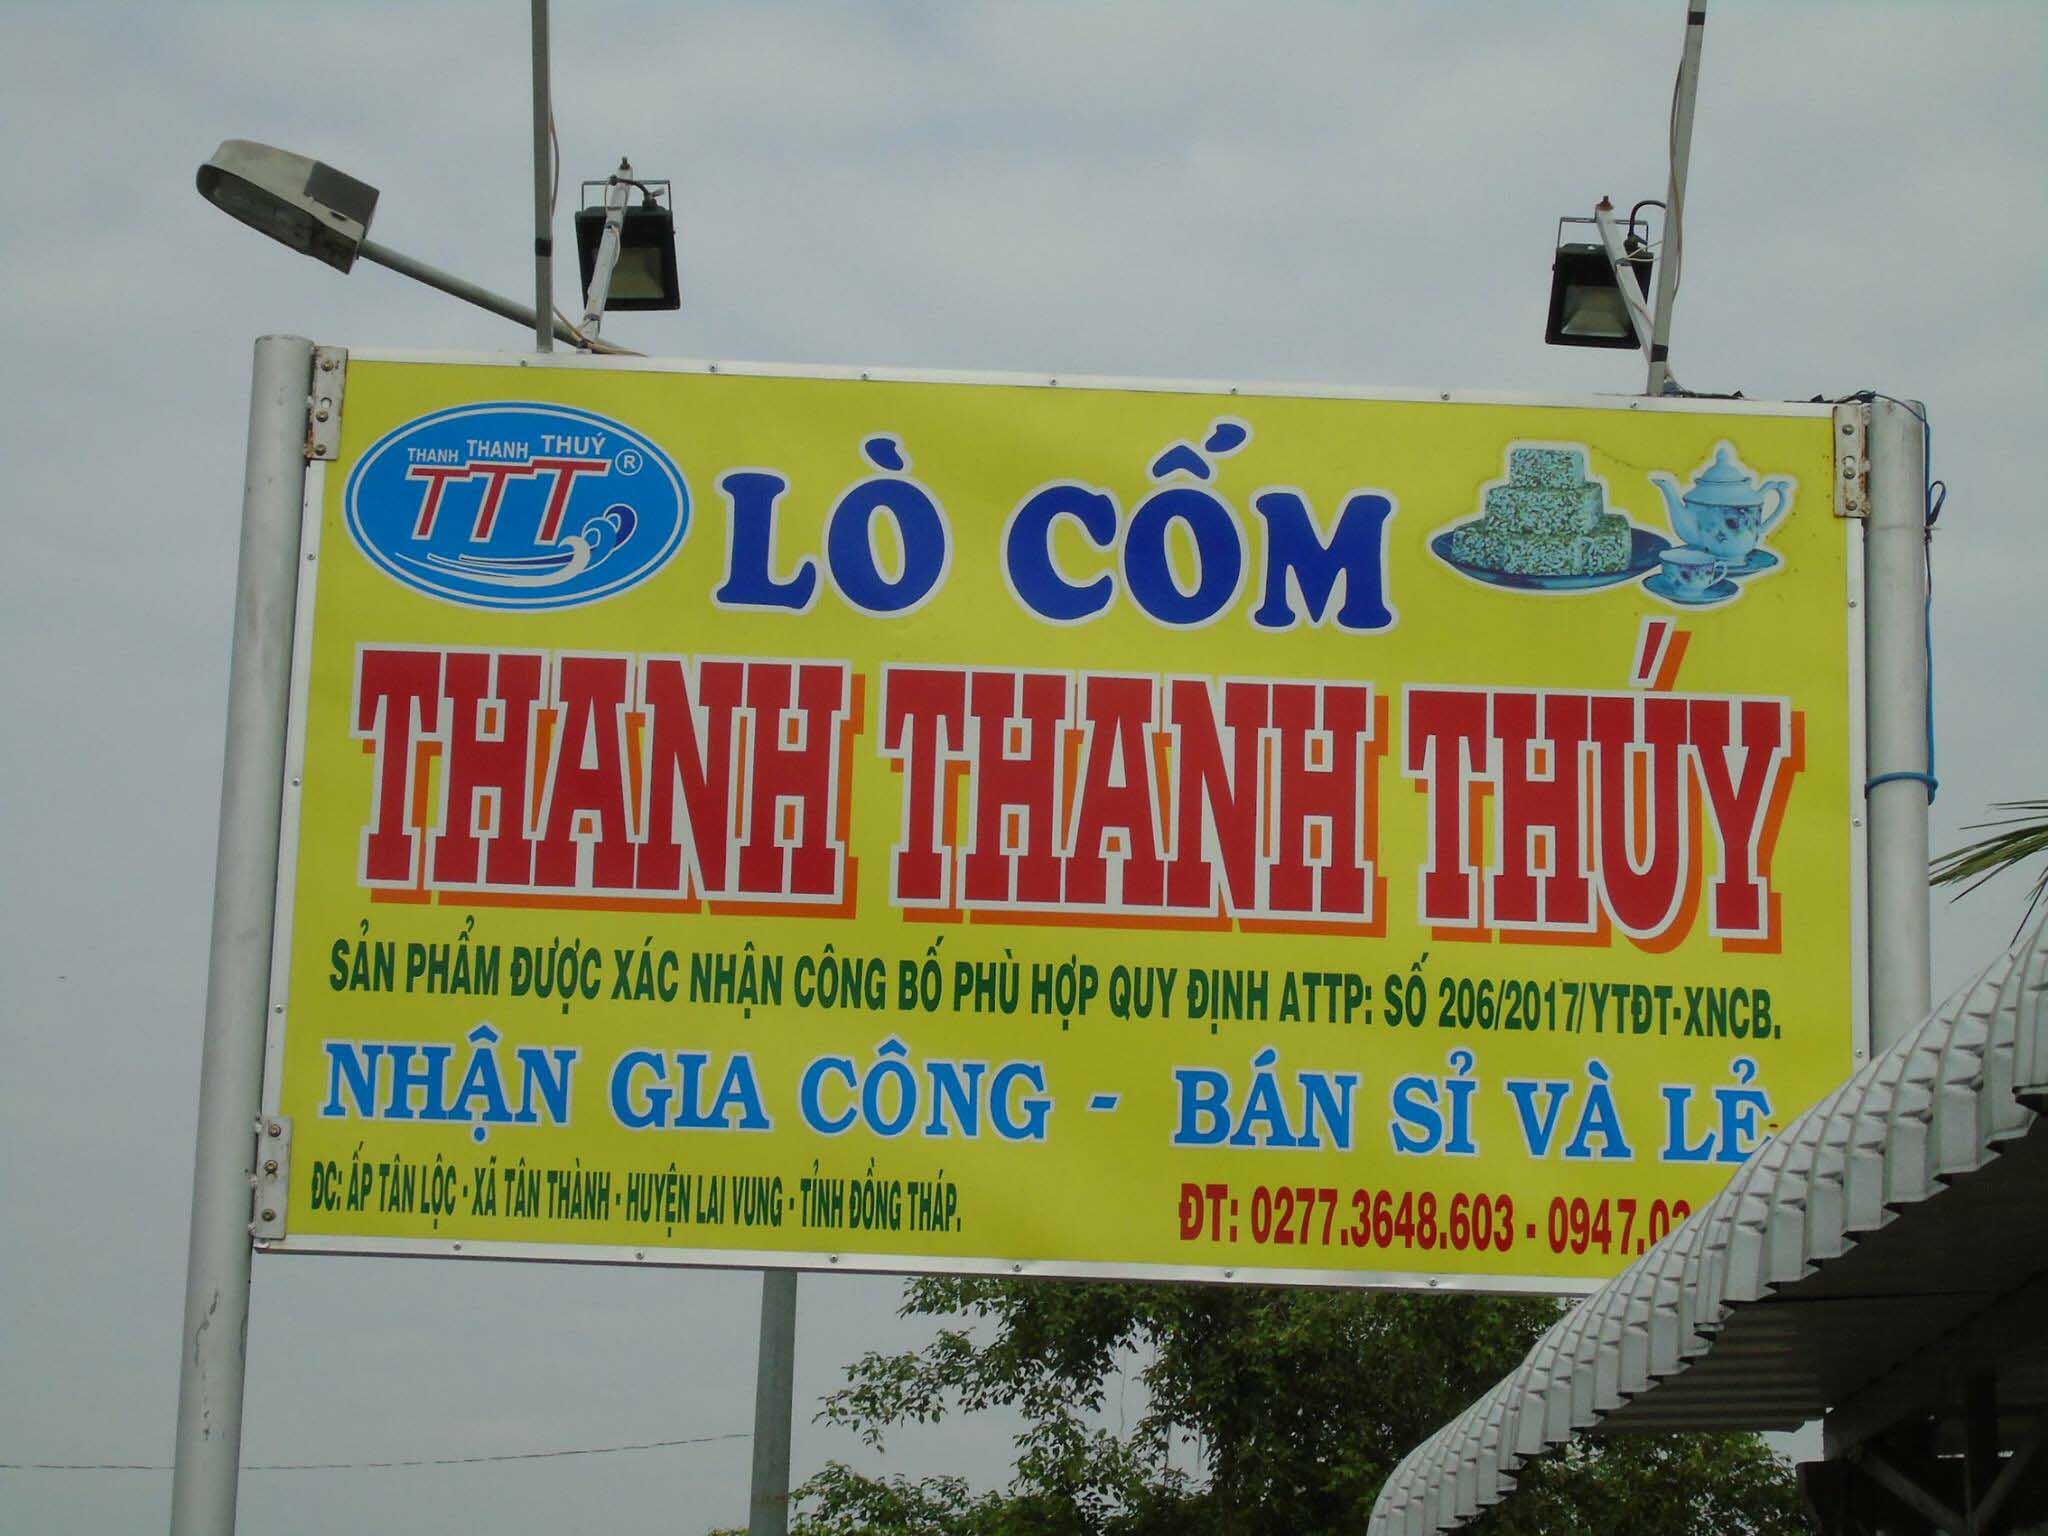 THANH THANH THUÝ
TTT ®
LÒ CỐM
THANH THANH THÚY
SẢN PHẨM ĐƯỢC XÁC NHẬN CÔNG BỐ PHÙ HỢP QUY ĐỊNH ATTP: SỐ 206/2017/YTĐT-XNCB.
NHẬN GIA CÔNG - BÁN SỈ VÀ LẺ
ĐC: ẤP TÂN LỘC - XÃ TÂN THÀNH - HUYỆN LAI VUNG - TỈNH ĐỒNG THÁP.
ĐT: 0277.3648.603 - 0947.0